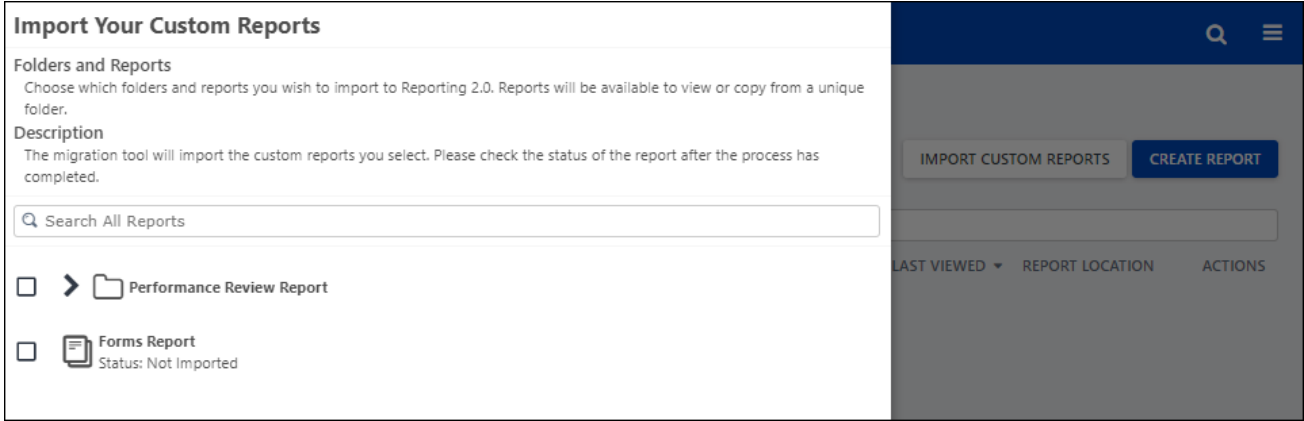 Import Your Custom Reports
Folders and Reports
Choose which folders and reports you wish to import to Reporting 2.0. Reports will be available to view or copy from a unique
folder.
Description
The migration tool will import the custom reports you select. Please check the status of the report after the process has
completed.
Search All Reports
Performance Review Report
Forms Report
Status: Not Imported
IMPORT CUSTOM REPORTS
CREATE REPORT
LAST VIEWED
REPORT LOCATION
ACTIONS